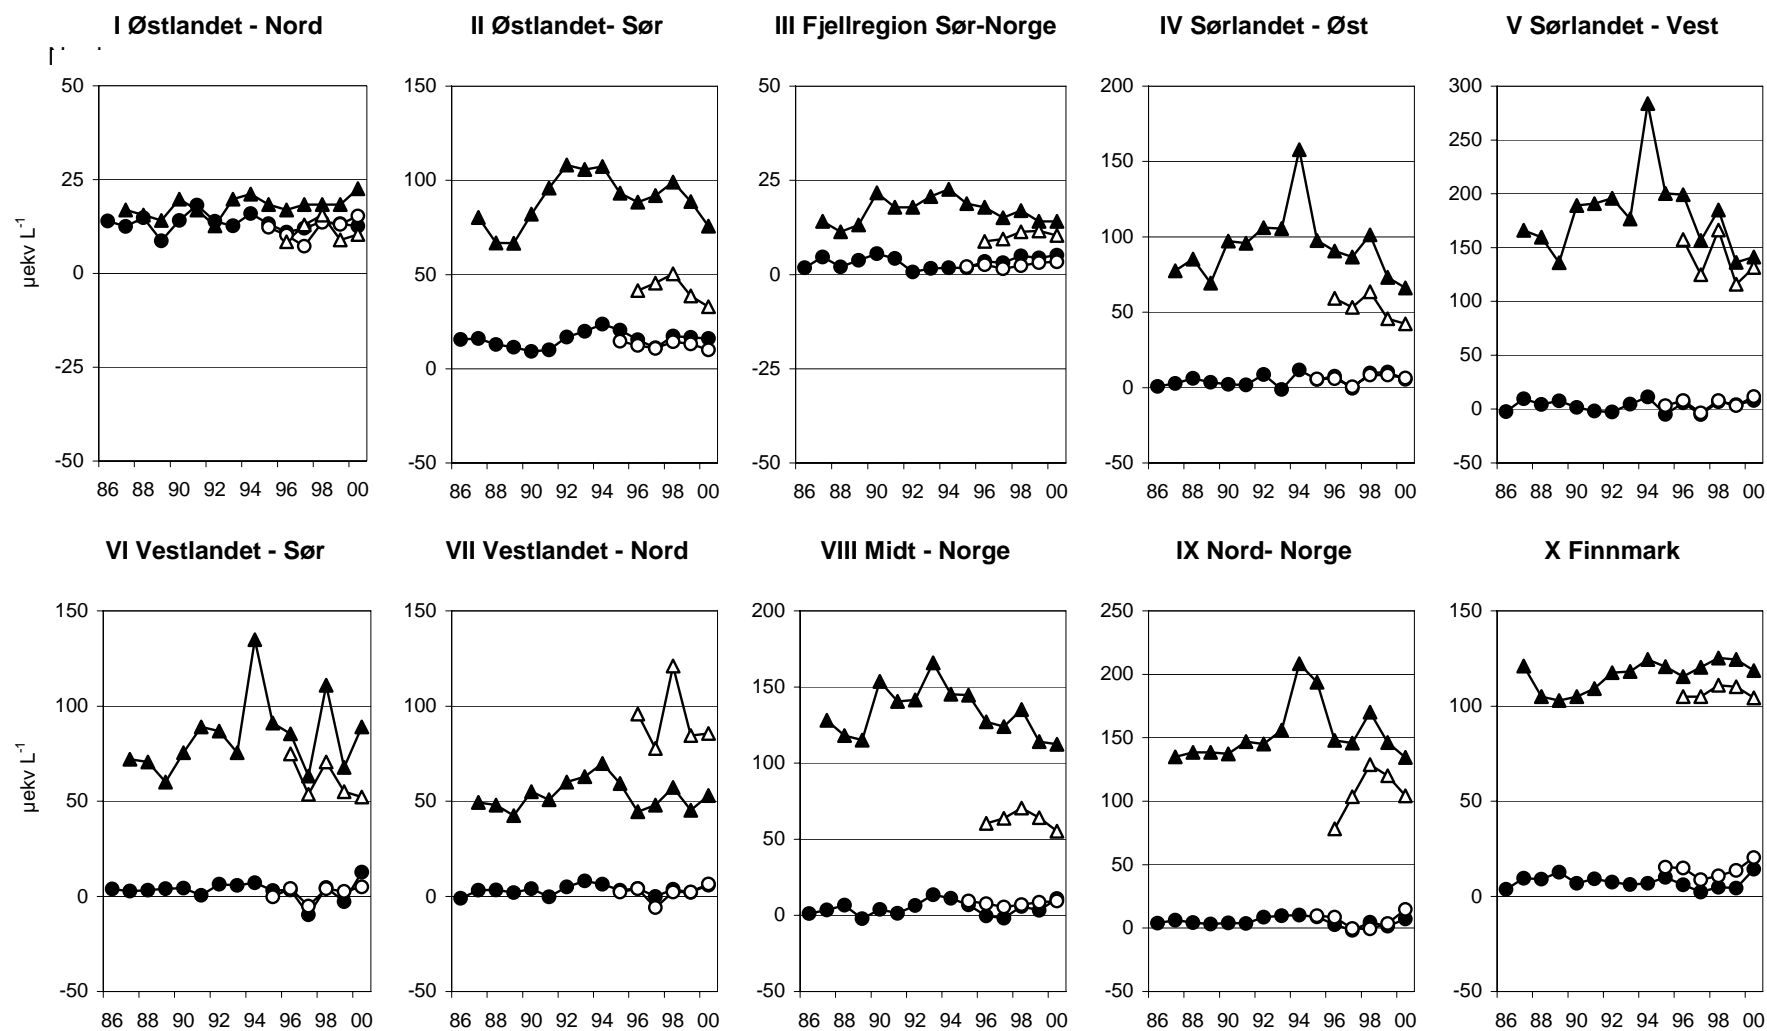 I Østlandet - Nord
II Østlandet- Sør
III Fjellregion Sør-Norge
IV Sørlandet - Øst
V Sørlandet - Vest
50
25
0
-25
-50
µekv L-1
86 88 90 92 94 96 98 00
150
100
50
0
-50
86 88 90 92 94 96 98 00
50
25
0
-25
-50
86 88 90 92 94 96 98 00
200
150
100
50
0
-50
86 88 90 92 94 96 98 00
300
250
200
150
100
50
0
-50
86 88 90 92 94 96 98 00
VI Vestlandet - Sør
VII Vestlandet - Nord
VIII Midt - Norge
IX Nord- Norge
X Finnmark
150
100
50
0
-50
µekv L-1
86 88 90 92 94 96 98 00
150
100
50
0
-50
86 88 90 92 94 96 98 00
200
150
100
50
0
-50
86 88 90 92 94 96 98 00
250
200
150
100
50
0
-50
86 88 90 92 94 96 98 00
150
100
50
0
-50
86 88 90 92 94 96 98 00